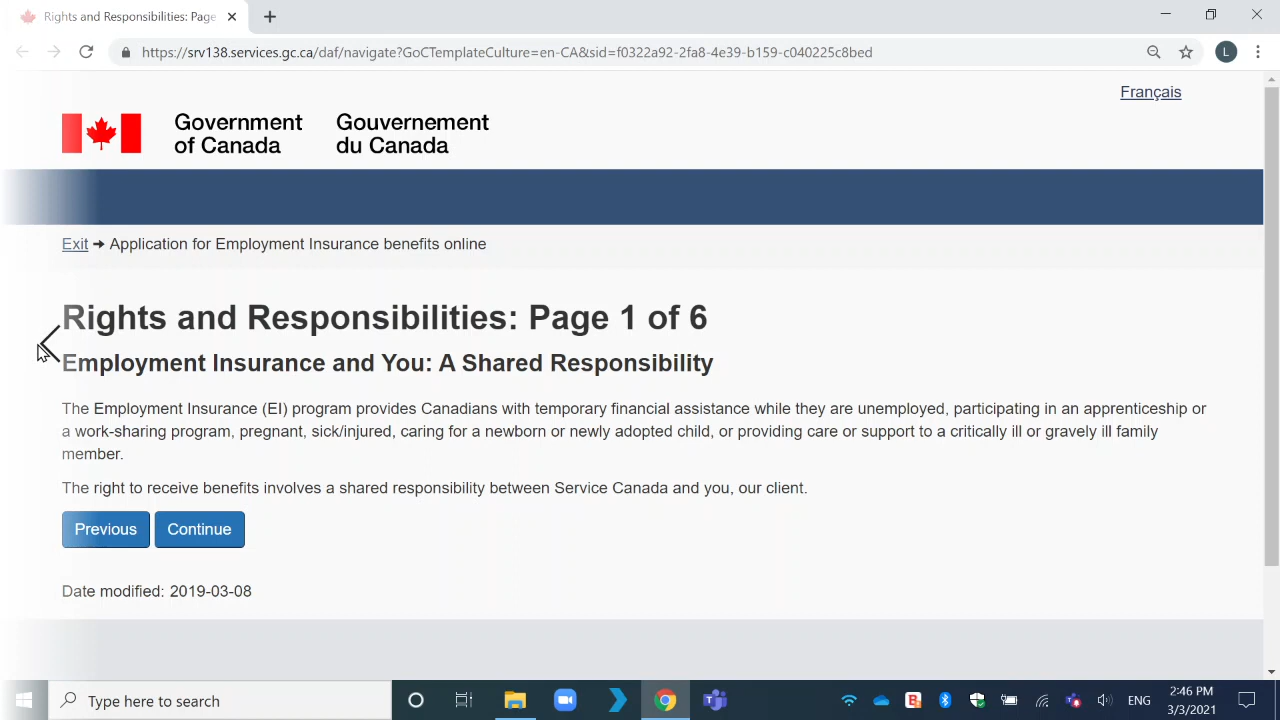 Rights and Responsibilities: Page
https://srv138.services.gc.ca/daf/navigate?GoCTemplateCulture=en-CA&sid=f0322a92-2fa8-4e39-b159-c040225c8bed
L
Français
Government of Canada
Gouvernement du Canada
Exit → Application for Employment Insurance benefits online
Rights and Responsibilities: Page 1 of 6
Employment Insurance and You: A Shared Responsibility
The Employment Insurance (EI) program provides Canadians with temporary financial assistance while they are unemployed, participating in an apprenticeship or
a work-sharing program, pregnant, sick/injured, caring for a newborn or newly adopted child, or providing care or support to a critically ill or gravely ill family
member.
The right to receive benefits involves a shared responsibility between Service Canada and you, our client.
Previous Continue
Date modified: 2019-03-08
Type here to search
ENG
2:46 PM
3/3/2021